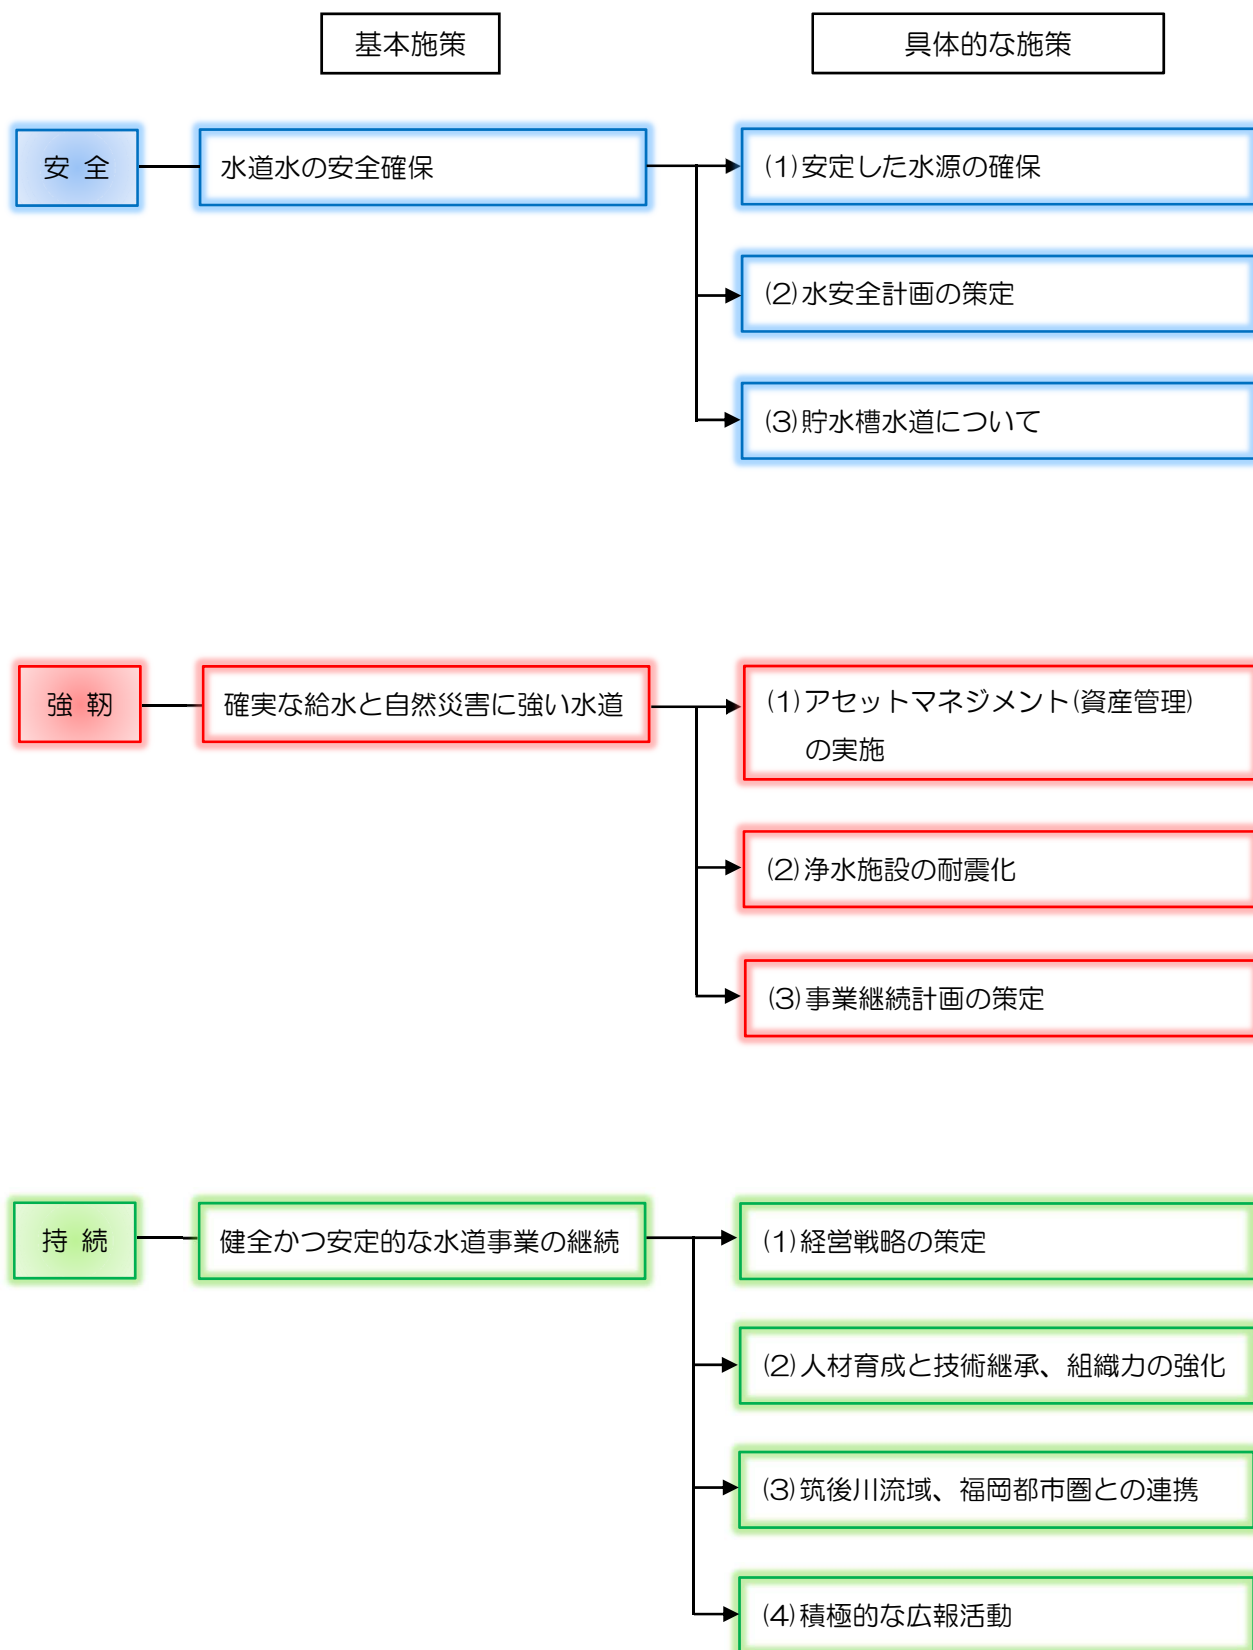 基本施策
具体的な施策
安 全
水道水の安全確保
(1)安定した水源の確保
(2)水安全計画の策定
(3)貯水槽水道について
強 靭
確実な給水と自然災害に強い水道
(1)アセットマネジメント(資産管理)
の実施
(2)浄水施設の耐震化
(3)事業継続計画の策定
持 続
健全かつ安定的な水道事業の継続
(1)経営戦略の策定
(2)人材育成と技術継承、組織力の強化
(3)筑後川流域、福岡都市圏との連携
(4)積極的な広報活動